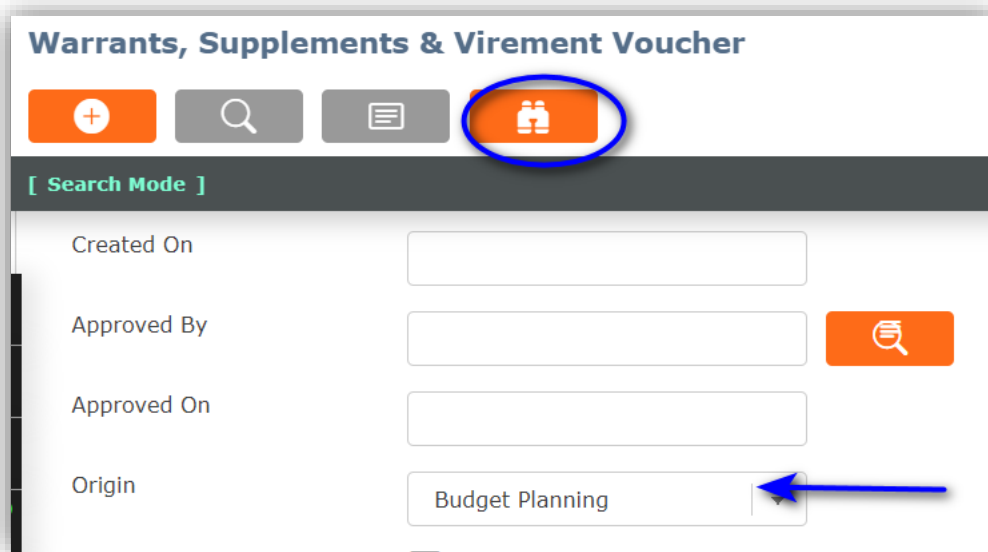 Warrants, Supplements & Virement Voucher
[ Search Mode ]
Created On
Approved By
Approved On
Origin
Budget Planning